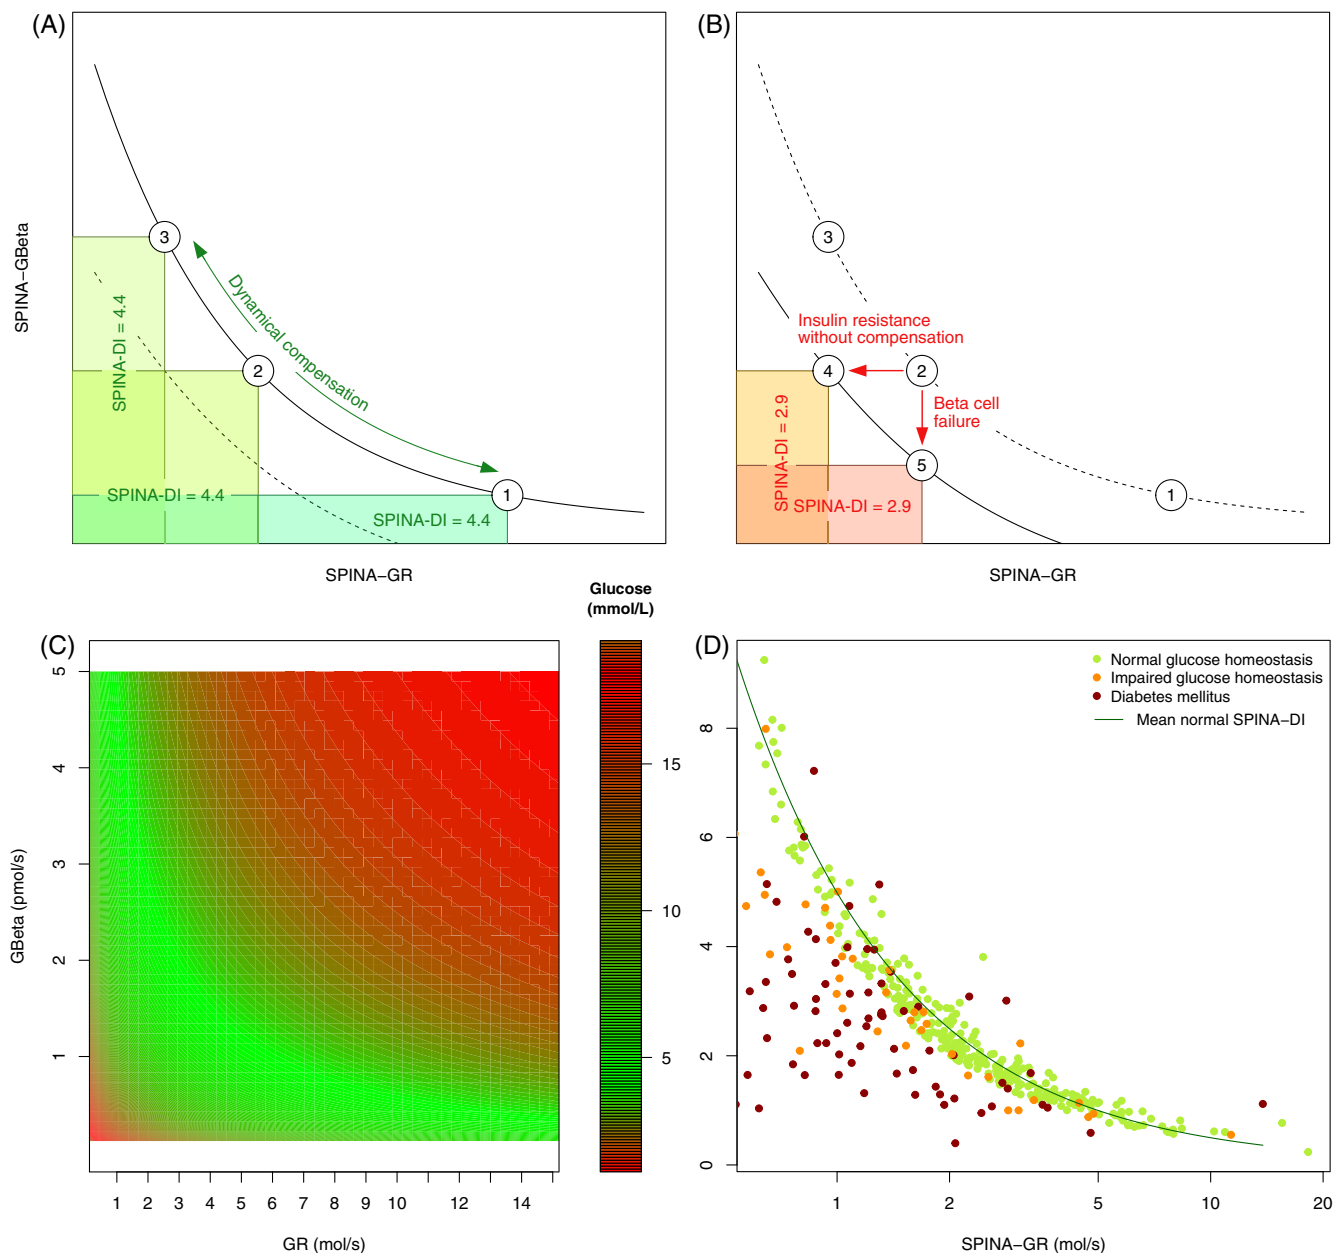 (A)
SPINA−GBeta
3
2
1
Dynamical compensation
SPINA-DI = 4.4
SPINA-DI = 4.4
SPINA-DI = 4.4
SPINA−GR
(B)
3
Insulin resistance
without compensation
4
2
Beta cell
failure
5
1
SPINA-DI = 2.9
SPINA-DI = 2.9
SPINA−GR
(C)
GBeta (pmol/s)
5
4
3
2
1
1 2 3 4 5 6 7 8 9 10 12 14
GR (mol/s)
Glucose
(mmol/L)
15
10
5
(D)
Normal glucose homeostasis
Impaired glucose homeostasis
Diabetes mellitus
Mean normal SPINA−DI
8
6
4
2
0
1 2 5 10 20
SPINA−GR (mol/s)